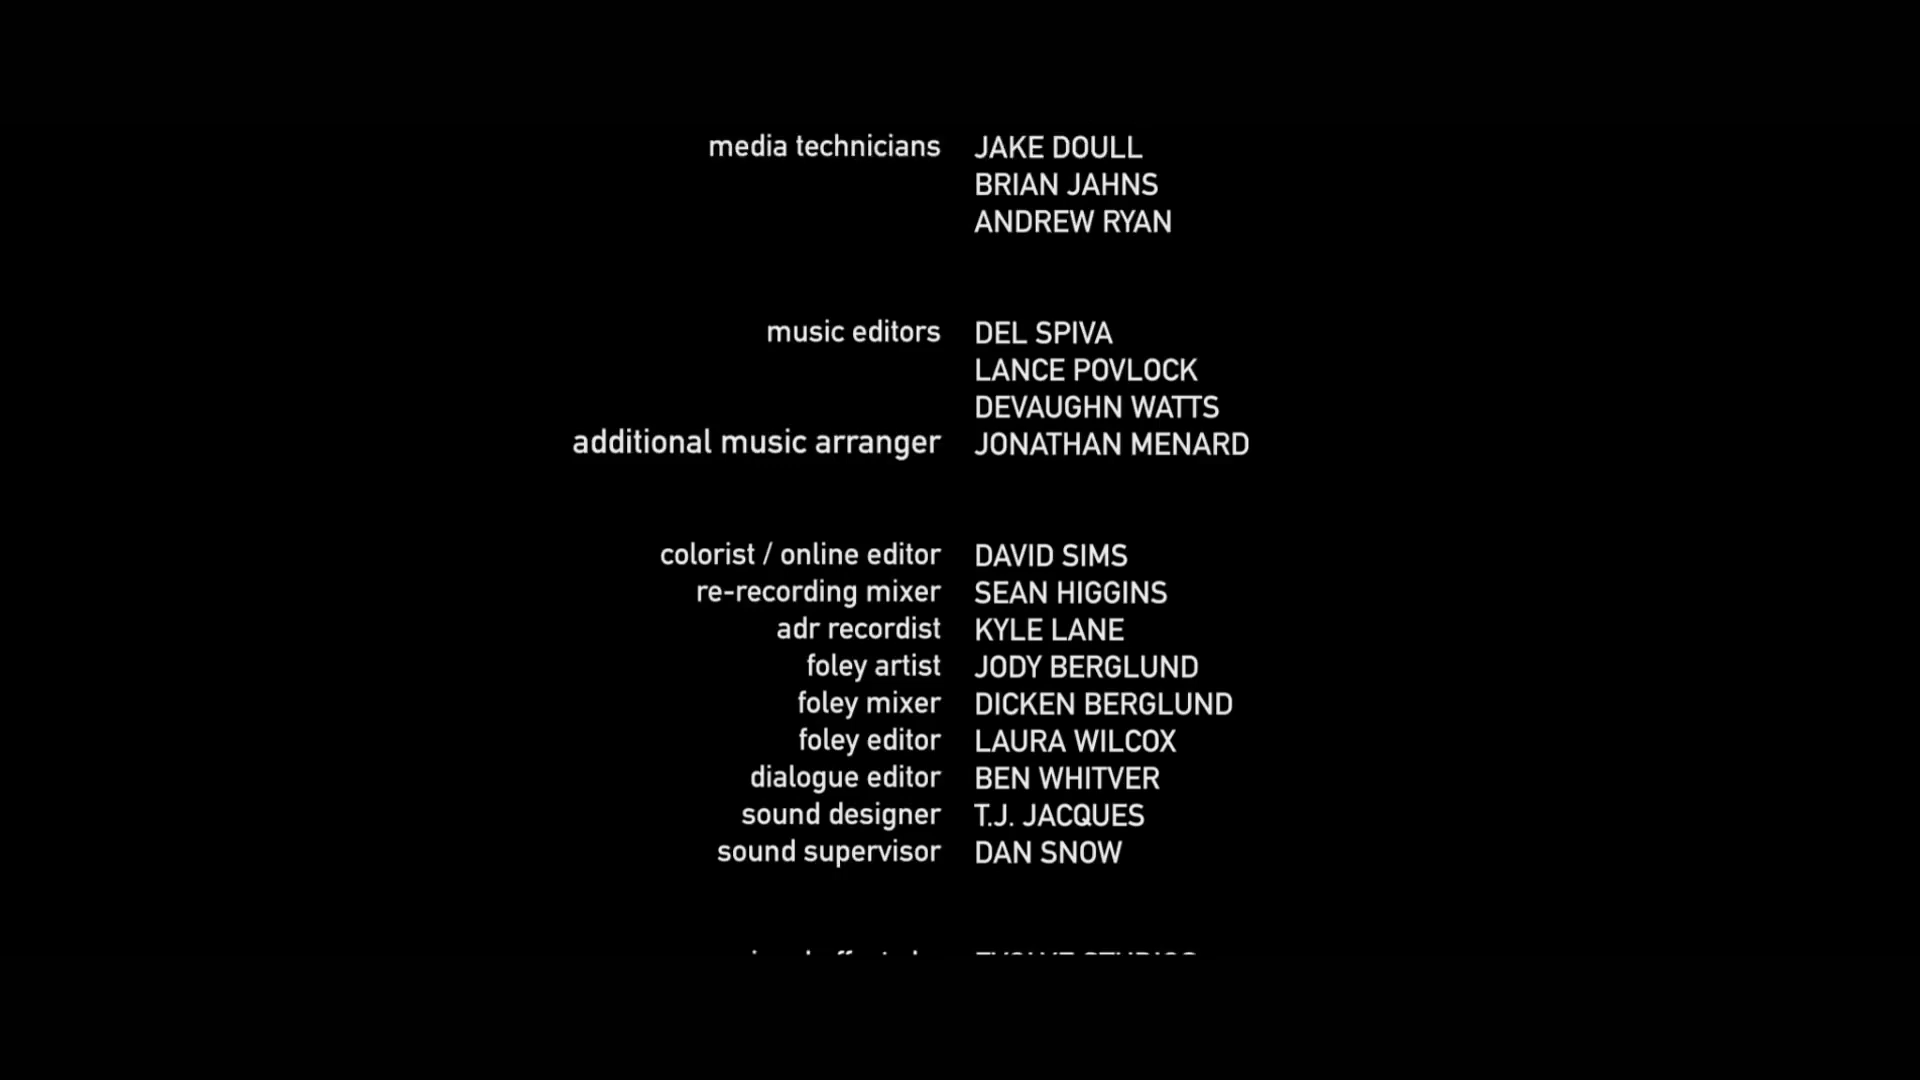 media technicians JAKE DOULL
BRIAN JAHNS
ANDREW RYAN
music editors DEL SPIVA
LANCE POVLOCK
DEVAUGHN WATTS
additional music arranger JONATHAN MENARD
colorist / online editor DAVID SIMS
re-recording mixer SEAN HIGGINS
adr recordist KYLE LANE
foley artist JODY BERGLUND
foley mixer DICKEN BERGLUND
foley editor LAURA WILCOX
dialogue editor BEN WHITVER
sound designer T.J. JACQUES
sound supervisor DAN SNOW